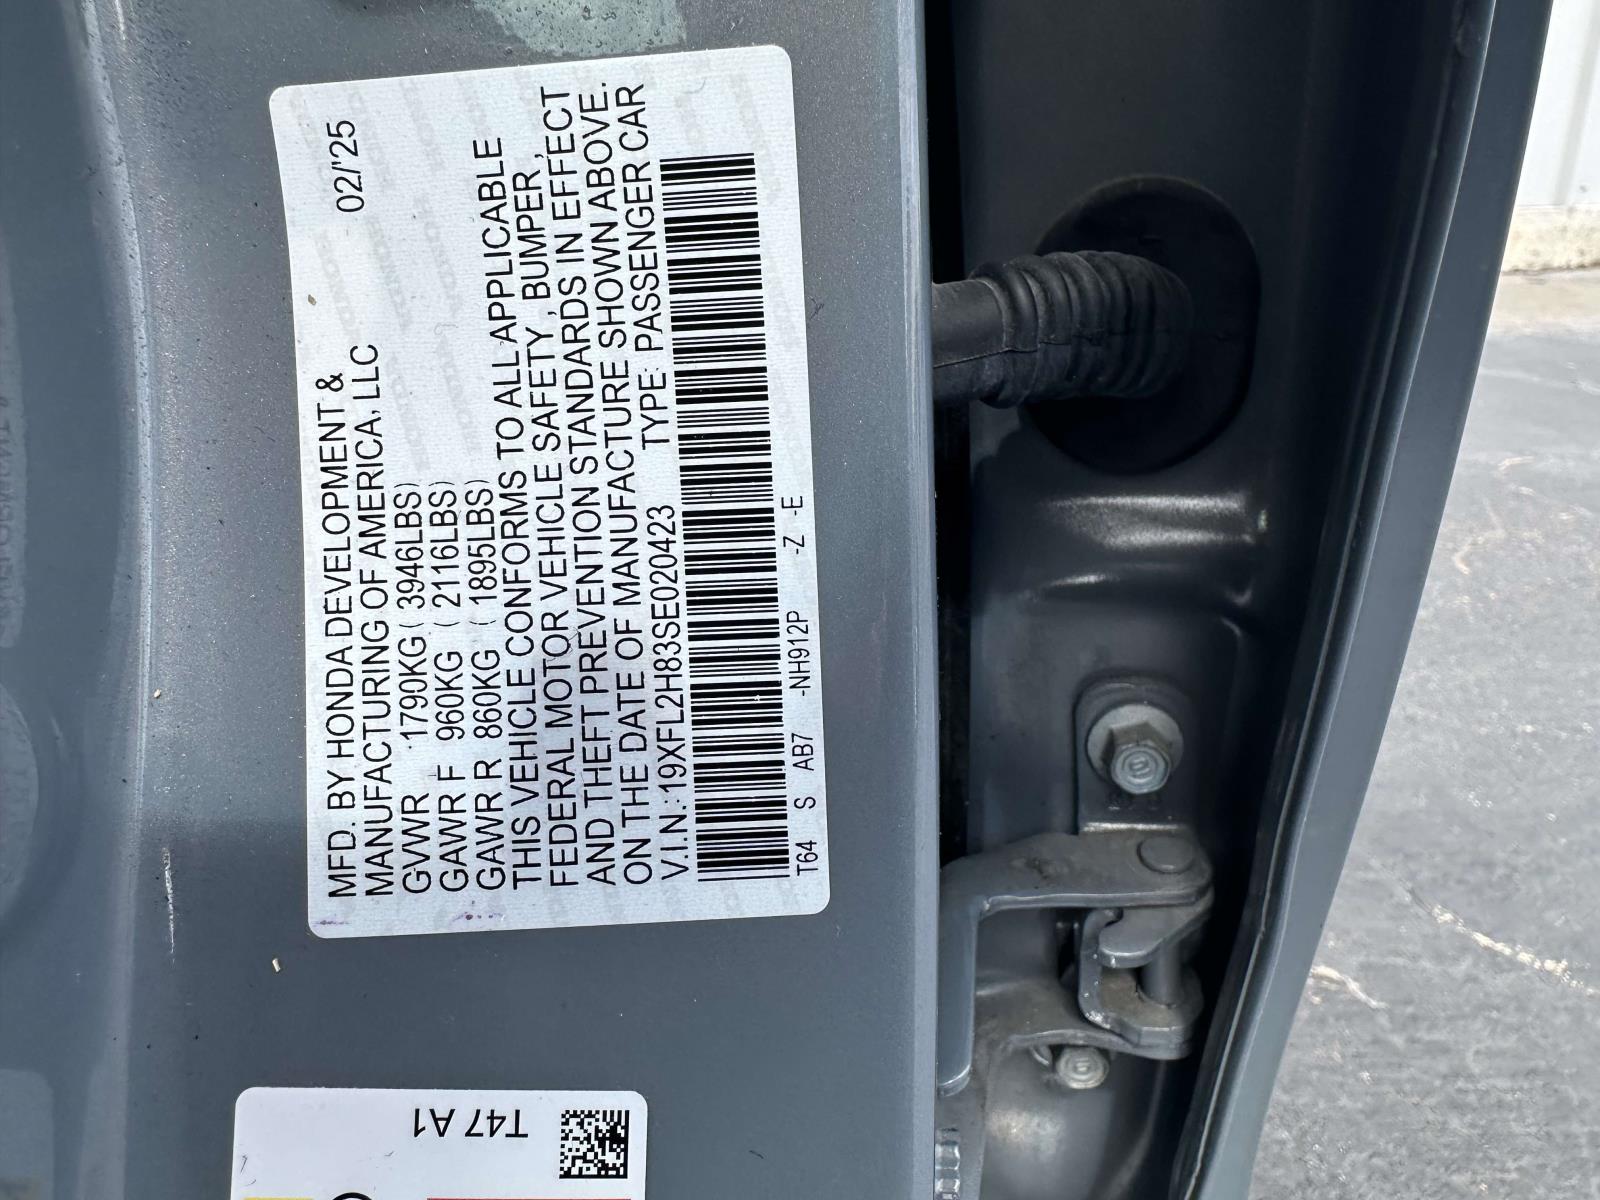 MFD. BY HONDA DEVELOPMENT &
MANUFACTURING OF AMERICA, LLC 02/'25
GVWR 1790KG ( 3946LBS)
GAWR F 960KG ( 2116LBS)
GAWR R 860KG ( 1895LBS)
THIS VEHICLE CONFORMS TO ALL APPLICABLE
FEDERAL MOTOR VEHICLE SAFETY, BUMPER,
AND THEFT PREVENTION STANDARDS IN EFFECT
ON THE DATE OF MANUFACTURE SHOWN ABOVE.
V.I.N.:19XFL2H83SE020423 TYPE: PASSENGER CAR
T64 S AB7 -NH912P -Z -E
T47 A1